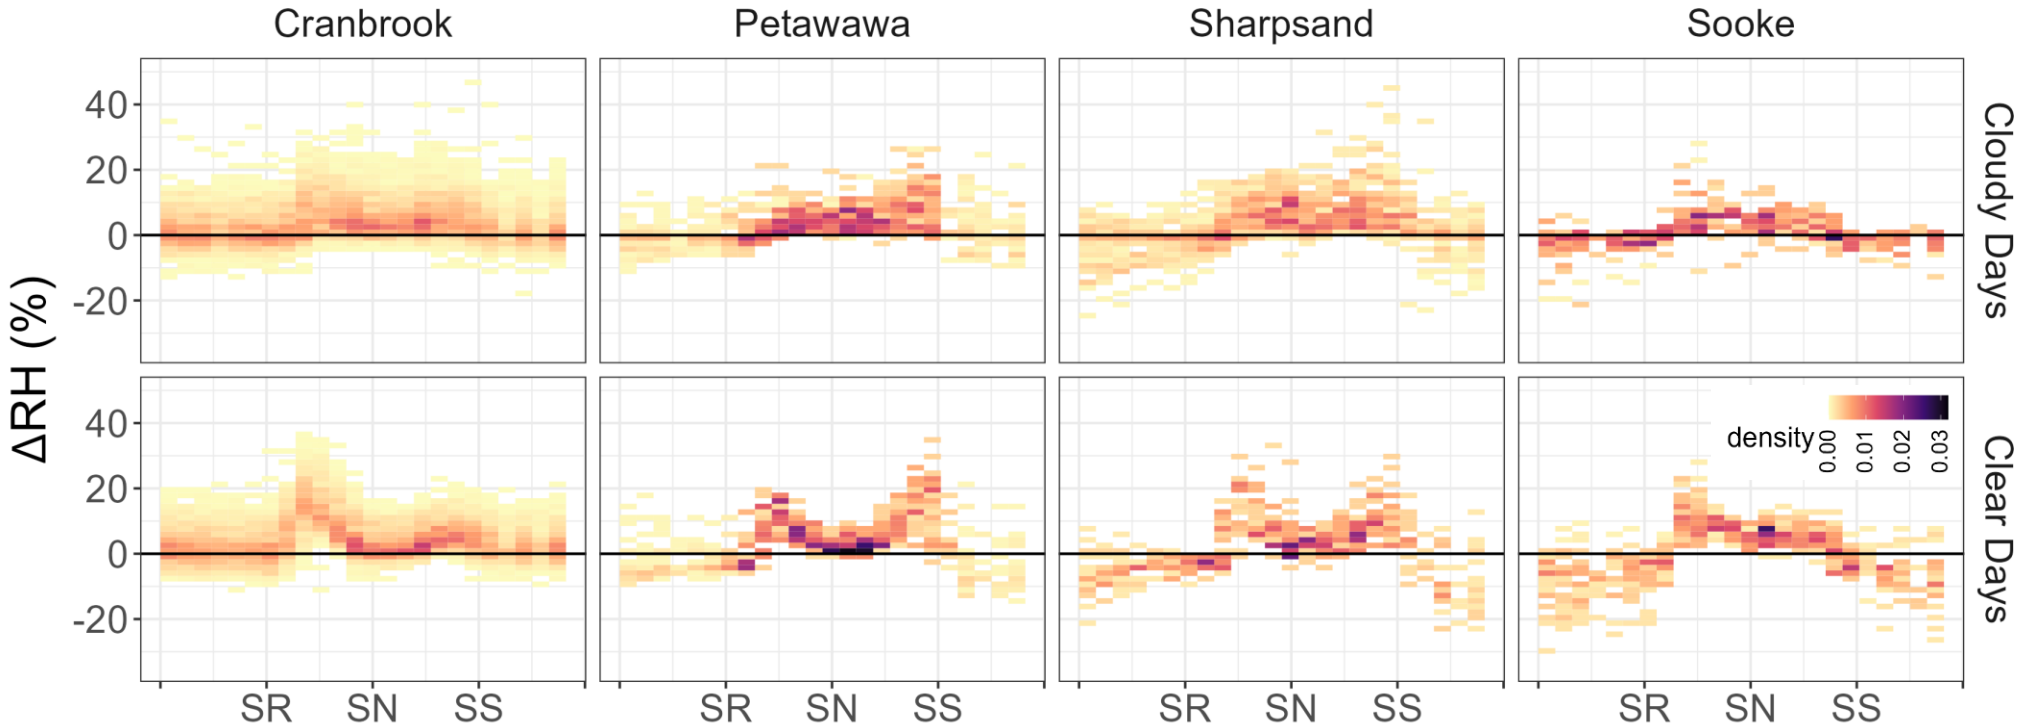 Cranbrook Petawawa Sharpsand Sooke
ΔRH (%)
40
20
0
-20
Cloudy Days
40
20
0
-20
Clear Days
density
0.00 0.01 0.02 0.03
SR SN SS SR SN SS SR SN SS SR SN SS